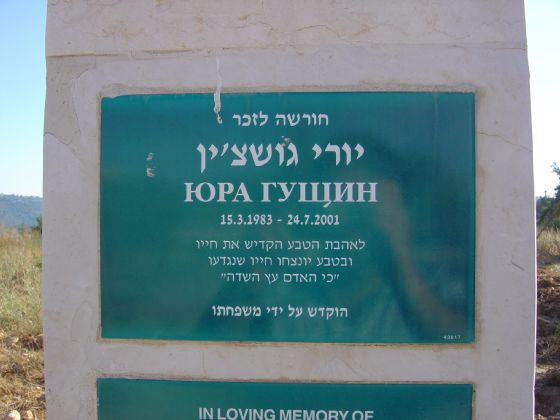 חורשה לזכר
יורי גושצ'ין
ЮРА ГУЩИН
15.3.1983 - 24.7.2001
לאהבת הטבע הקדיש את חייו
ובטבע יונצחו חייו שנגדעו
"כי האדם עץ השדה"
הוקדש על ידי משפחתו
43817
IN LOVING MEMORY OF